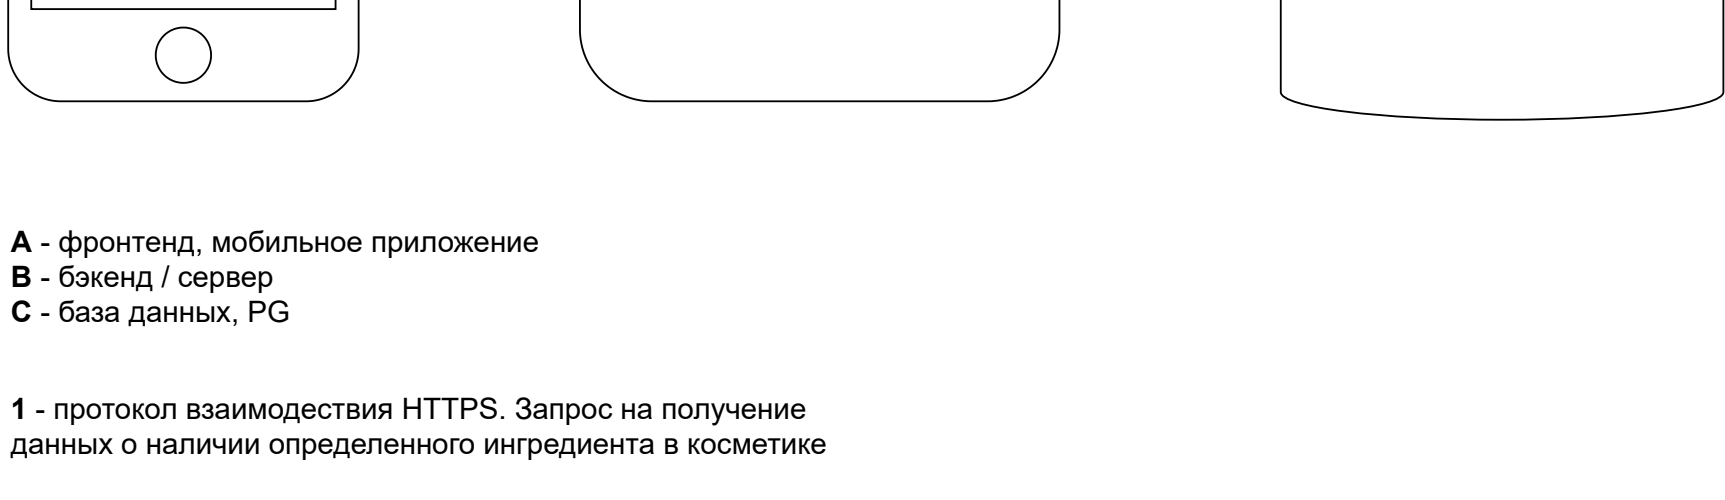 A - фронтенд, мобильное приложение
B - бэкенд / сервер
C - база данных, PG
1 - протокол взаимодествия HTTPS. Запрос на получение
данных о наличии определенного ингредиента в косметике